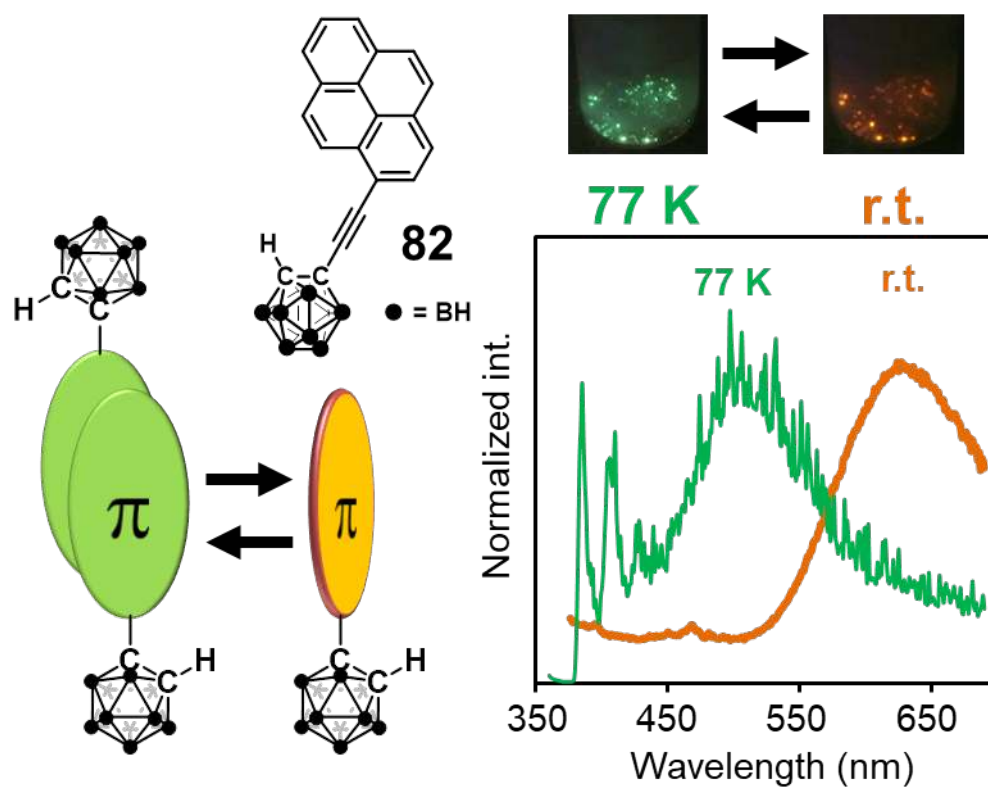 H
C
C
82
= BH
77 K
r.t.
H
C
C
π
π
C
H
C
C
H
C
77 K
r.t.
Normalized int.
350
450
550
650
Wavelength (nm)